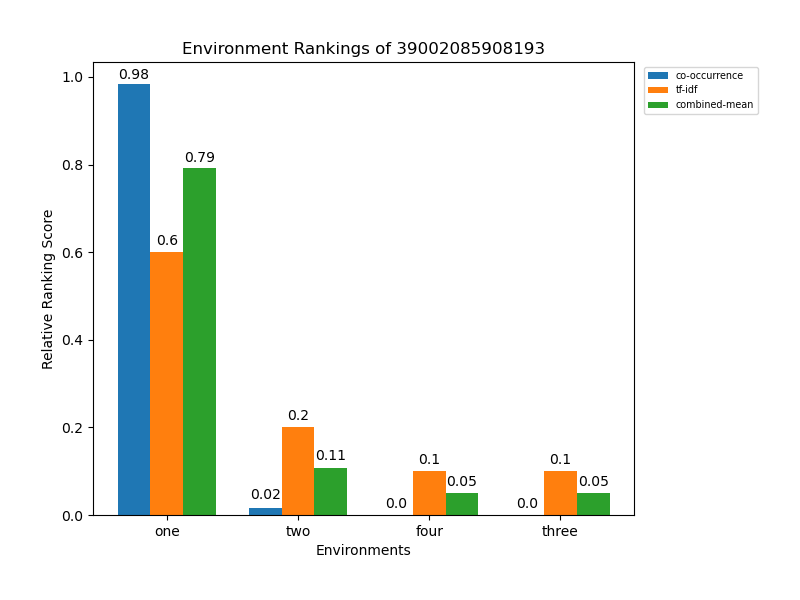 Environment Rankings of 39002085908193
co-occurrence
tf-idf
combined-mean
Relative Ranking Score
1.0
0.8
0.6
0.4
0.2
0.0
0.98
0.6
0.79
0.02
0.2
0.11
0.0
0.1
0.05
0.0
0.1
0.05
one two four three
Environments